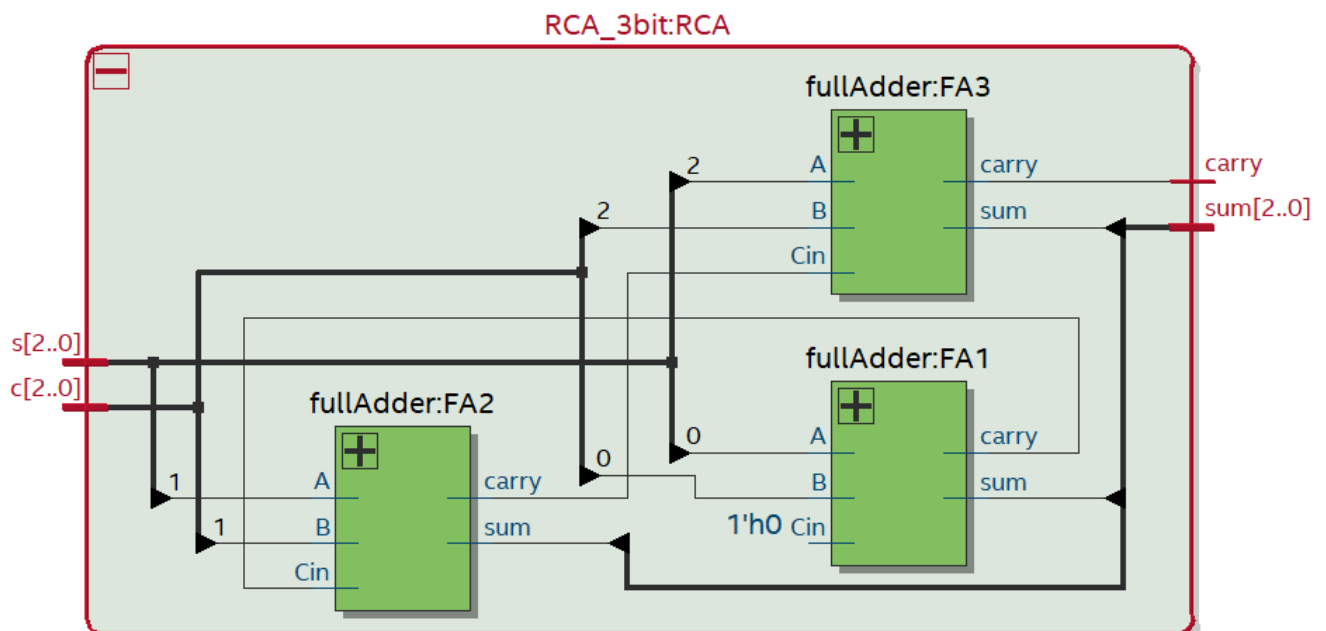 RCA_3bit:RCA
fullAdder:FA3
2
A
carry
carry
2
B
sum
sum[2..0]
Cin
s[2..0]
c[2..0]
fullAdder:FA1
fullAdder:FA2
0
A
carry
0
B
sum
1'h0 Cin
1
A
carry
1
B
sum
Cin